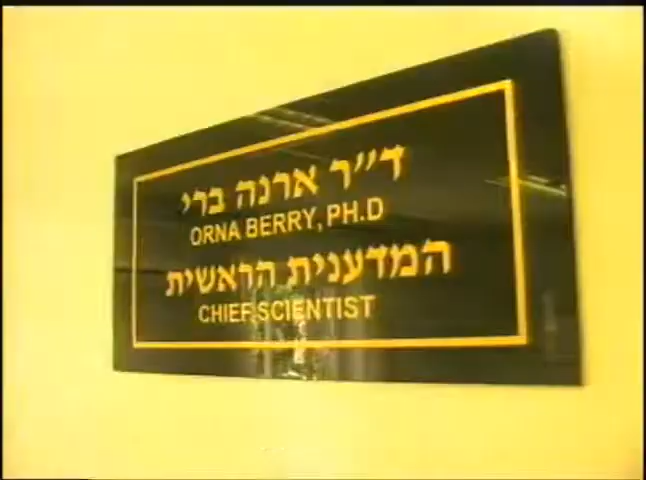 ד״ר ארנה ברי
ORNA BERRY, PH.D
המדענית הראשית
CHIEF SCIENTIST